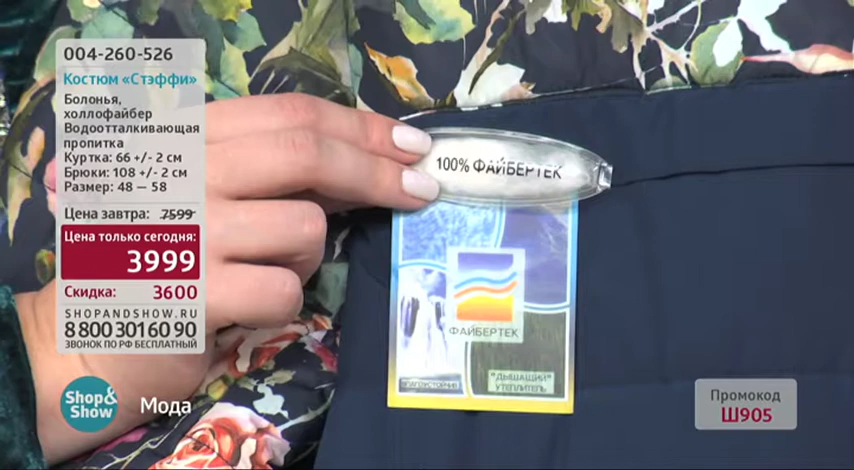 004-260-526
Костюм «Стэффи»
Болонья,
холлофайбер
Водоотталкивающая
пропитка
Куртка: 66 +/- 2 см
Брюки: 108 +/- 2 см
Размер: 48 — 58
Цена завтра: 7599
Цена только сегодня:
3999
Скидка: 3600
SHOPANDSHOW.RU
8 800 301 60 90
ЗВОНОК ПО РФ БЕСПЛАТНЫЙ
Shop&
Show
Мода
100% ФАЙБЕРТЕК
ФАЙБЕРТЕК
"ДЫШАЩИЙ"
УТЕПЛИТЕЛЬ
Промокод
Ш905